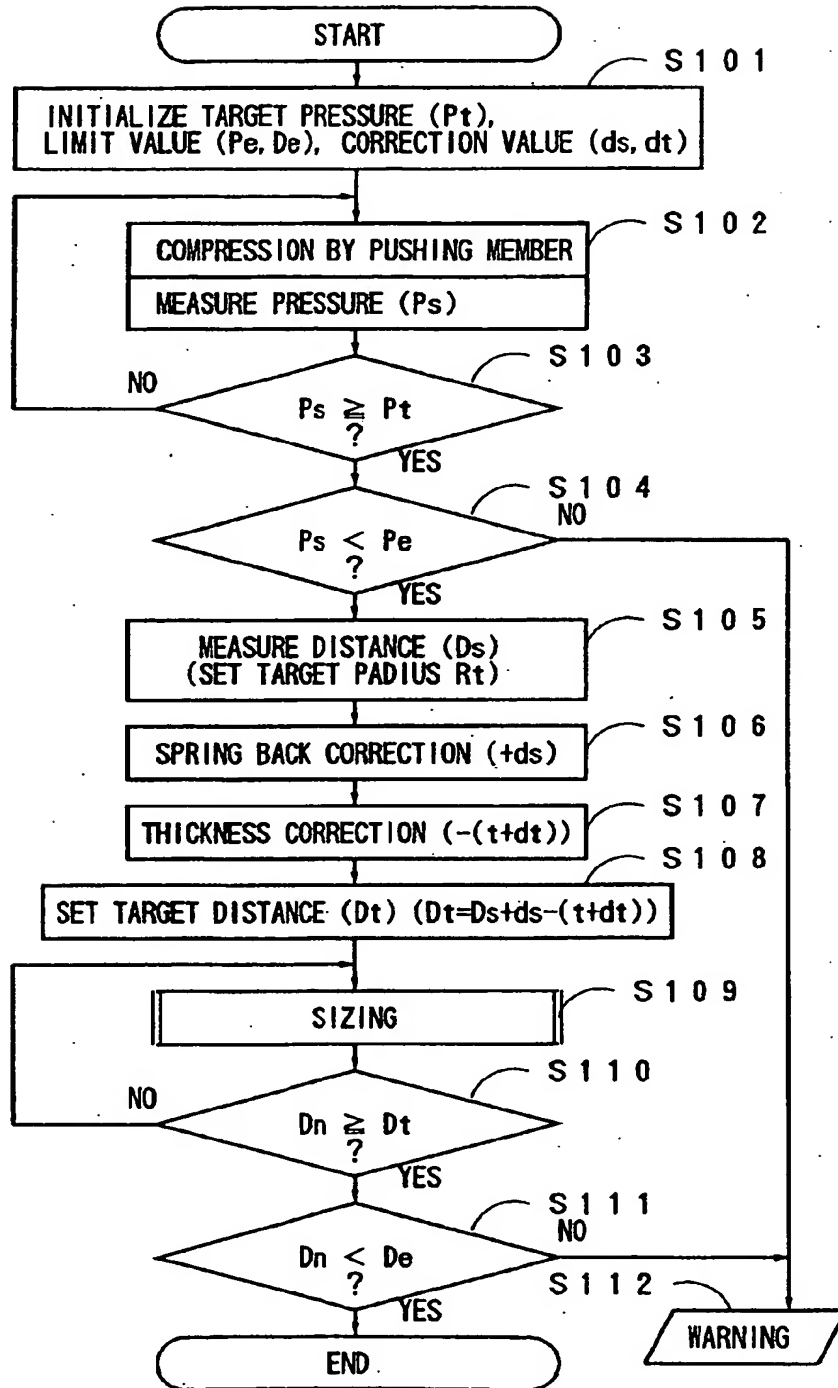 START
S101
INITIALIZE TARGET PRESSURE (Pt),
LIMIT VALUE (Pe, De), CORRECTION VALUE (ds, dt)
S102
COMPRESSION BY PUSHING MEMBER
MEASURE PRESSURE (Ps)
S103
NO
Ps ≧ Pt
?
YES
S104
NO
Ps < Pe
?
YES
S105
MEASURE DISTANCE (Ds)
(SET TARGET PADIUS Rt)
S106
SPRING BACK CORRECTION (+ds)
S107
THICKNESS CORRECTION (-(t+dt))
S108
SET TARGET DISTANCE (Dt) (Dt=Ds+ds-(t+dt))
S109
SIZING
S110
NO
Dn ≧ Dt
?
YES
S111
NO
Dn < De
?
YES
S112
WARNING
END